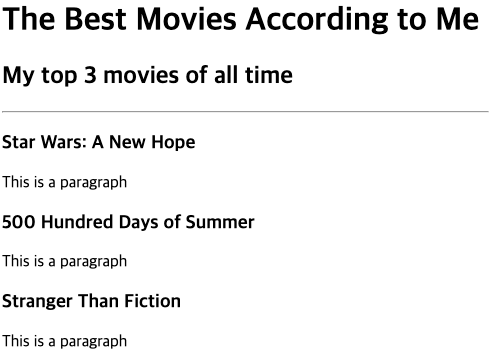 The Best Movies According to Me
My top 3 movies of all time
Star Wars: A New Hope
This is a paragraph
500 Hundred Days of Summer
This is a paragraph
Stranger Than Fiction
This is a paragraph